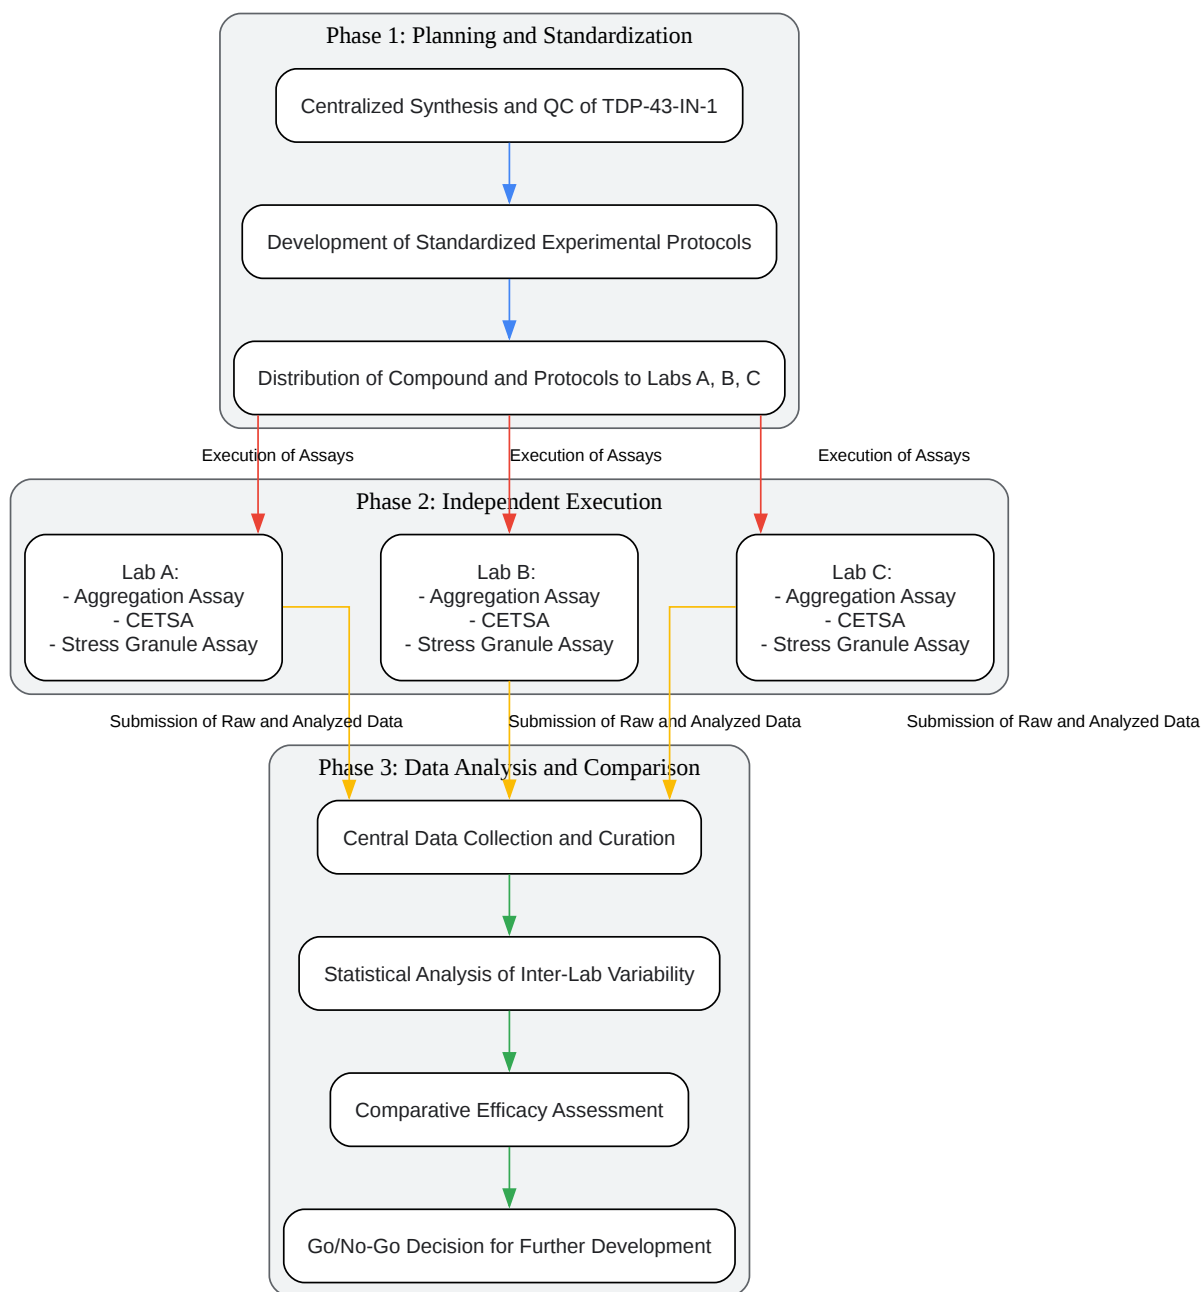 Phase 1: Planning and Standardization
Centralized Synthesis and QC of TDP-43-IN-1
Development of Standardized Experimental Protocols
Distribution of Compound and Protocols to Labs A, B, C
Execution of Assays
Execution of Assays
Execution of Assays
Phase 2: Independent Execution
Lab A:
- Aggregation Assay
- CETSA
- Stress Granule Assay
Lab B:
- Aggregation Assay
- CETSA
- Stress Granule Assay
Lab C:
- Aggregation Assay
- CETSA
- Stress Granule Assay
Submission of Raw and Analyzed Data
Submission of Raw and Analyzed Data
Submission of Raw and Analyzed Data
Phase 3: Data Analysis and Comparison
Central Data Collection and Curation
Statistical Analysis of Inter-Lab Variability
Comparative Efficacy Assessment
Go/No-Go Decision for Further Development